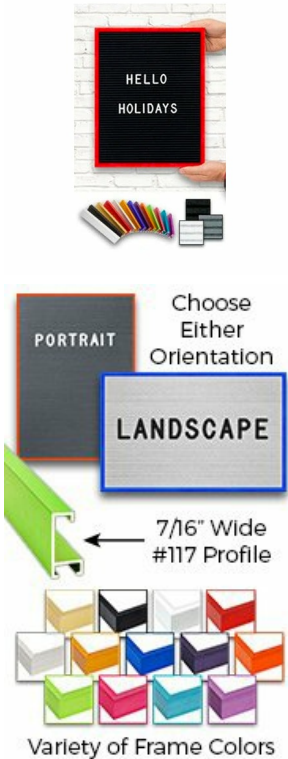 HELLO
HOLIDAYS
Choose
Either
Orientation
PORTRAIT
LANDSCAPE
7/16" Wide
#117 Profile
Variety of Frame Colors